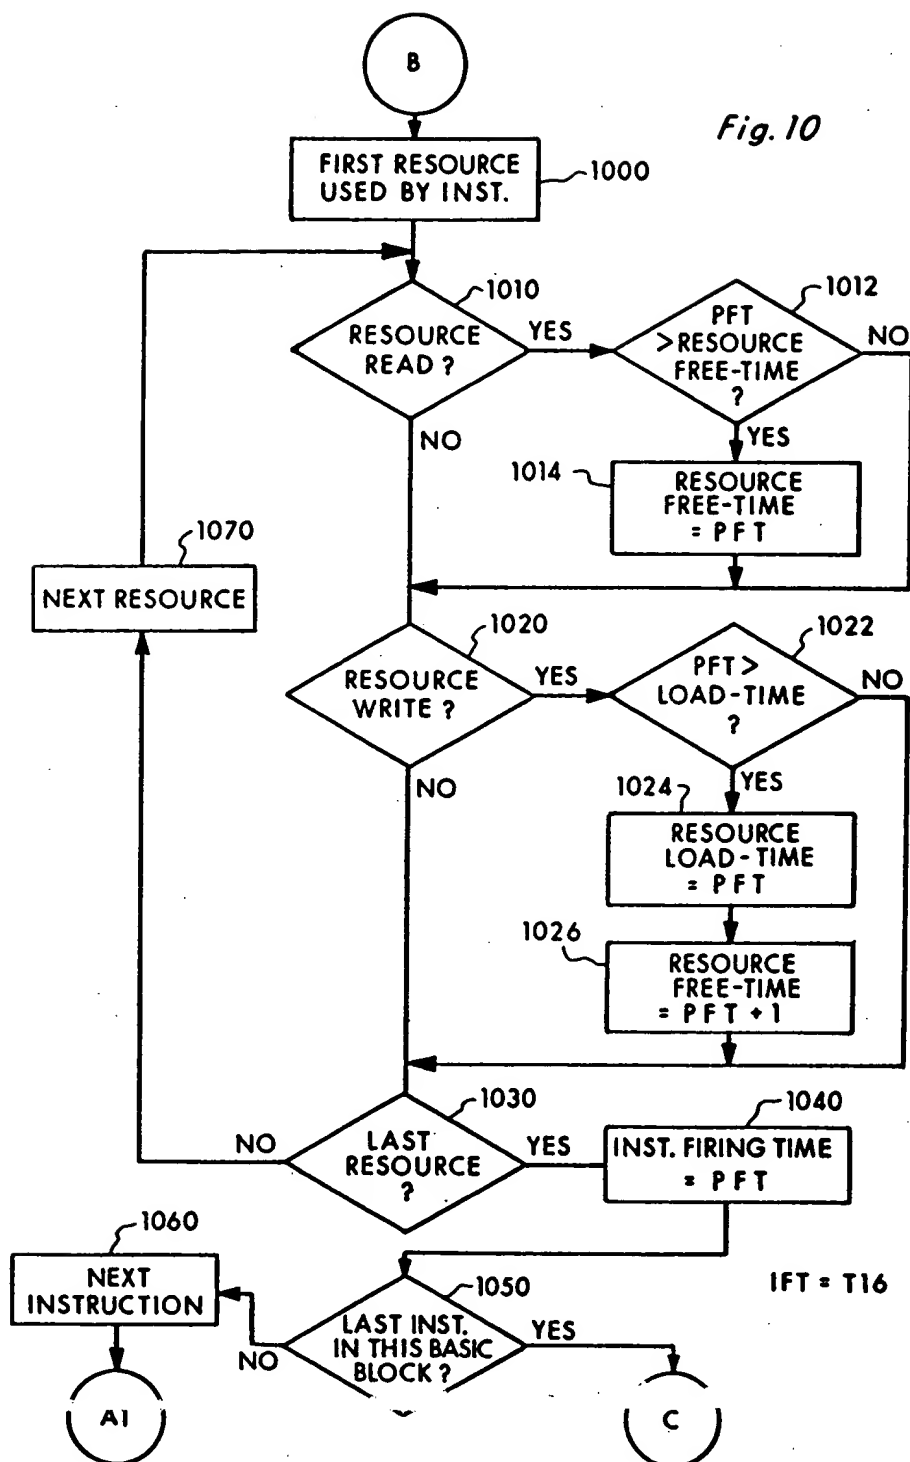 B
Fig. 10
FIRST RESOURCE
USED BY INST.
1000
1010
RESOURCE
READ ?
YES
NO
1012
PFT
>RESOURCE
FREE-TIME
?
NO
YES
1014
RESOURCE
FREE-TIME
= PFT
1070
NEXT RESOURCE
1020
RESOURCE
WRITE ?
YES
NO
1022
PFT >
LOAD-TIME
?
NO
YES
1024
RESOURCE
LOAD-TIME
= PFT
1026
RESOURCE
FREE-TIME
= PFT + 1
1030
LAST
RESOURCE
?
NO
YES
1040
INST. FIRING TIME
= PFT
1060
NEXT
INSTRUCTION
1050
LAST INST.
IN THIS BASIC
BLOCK ?
NO
YES
IFT = T16
A1
C